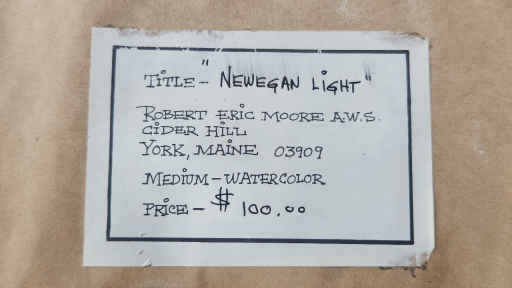 TITLE - "NEWEGAN LIGHT"
ROBERT ERIC MOORE A.W.S.
CIDER HILL
YORK, MAINE 03909
MEDIUM - WATERCOLOR
PRICE - $100.00